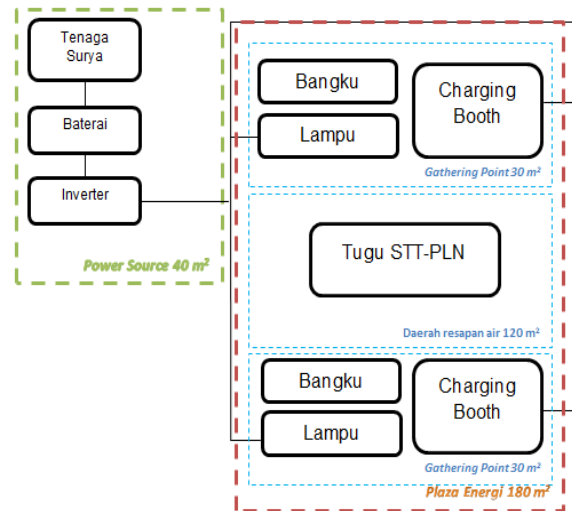 Tenaga
Surya
Baterai
Inverter
Power Source 40 m²
Bangku
Lampu
Charging
Booth
Gathering Point 30 m²
Tugu STT-PLN
Daerah resapan air 120 m²
Bangku
Lampu
Charging
Booth
Gathering Point 30 m²
Plaza Energi 180 m²